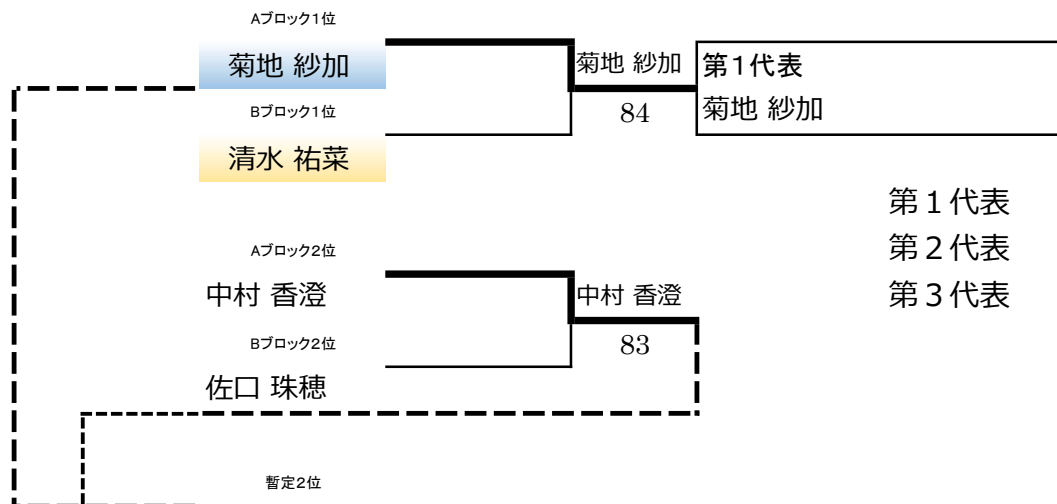 Aブロック1位
菊地 紗加
菊地 紗加
第1代表
Bブロック1位
84
菊地 紗加
清水 祐菜
第１代表
Aブロック2位
第２代表
中村 香澄
中村 香澄
第３代表
Bブロック2位
83
佐口 珠穂
暫定2位